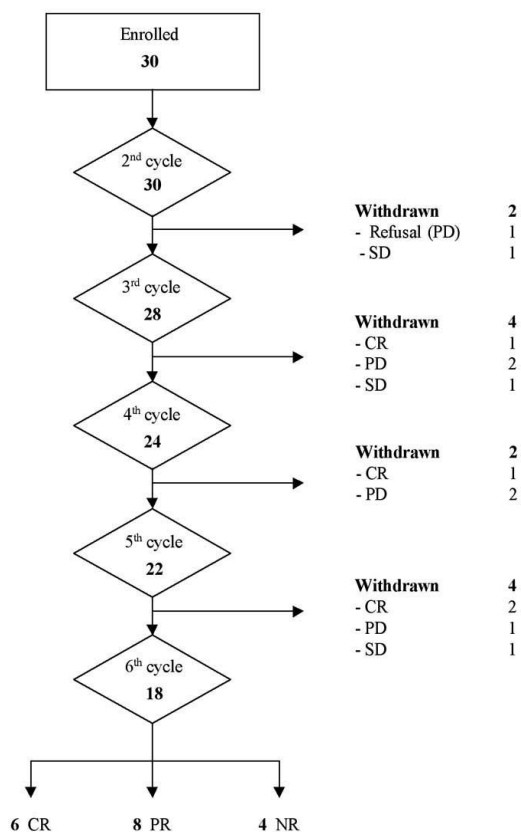 Enrolled
30
2nd cycle
30
Withdrawn 2
- Refusal (PD) 1
- SD 1
3rd cycle
28
Withdrawn 4
- CR 1
- PD 2
- SD 1
4th cycle
24
Withdrawn 2
- CR 1
- PD 2
5th cycle
22
Withdrawn 4
- CR 2
- PD 1
- SD 1
6th cycle
18
6 CR 8 PR 4 NR